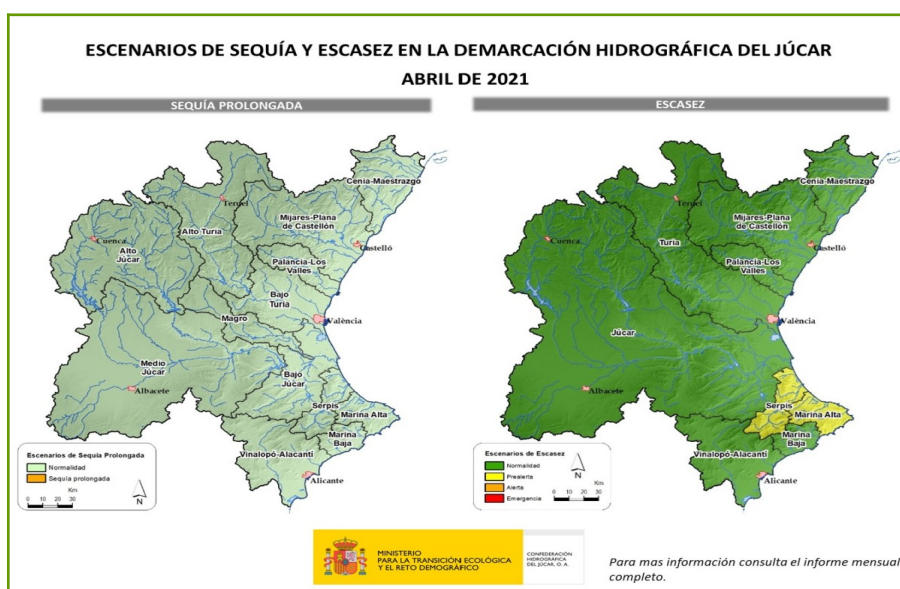 ESCENARIOS DE SEQUÍA Y ESCASEZ EN LA DEMARCACIÓN HIDROGRÁFICA DEL JÚCAR
ABRIL DE 2021
SEQUÍA PROLONGADA
Cenia-Maestrazgo
Teruel
Mijares-Plana
de Castellón
Alto Turia
Cuenca
Castelló
Alto
Júcar
Palancia-Los
Valles
Bajo
Turia
Magro
València
Medio
Júcar
Bajo
Júcar
Albacete
Serpis
Marina Alta
Marina
Baja
Vinalopó-Alacantí
Alicante
Escenarios de Sequía Prolongada
Normalidad
Sequía prolongada
Km
0 10 20 30
N
ESCASEZ
Cenia-Maestrazgo
Teruel
Mijares-Plana
de Castellón
Cuenca
Turia
Castelló
Palancia-Los
Valles
València
Júcar
Albacete
Serpis
Marina Alta
Marina
Baja
Vinalopó-Alacantí
Alicante
Escenarios de Escasez
Normalidad
Prealerta
Alerta
Emergencia
Km
0 10 20 30
N
MINISTERIO
PARA LA TRANSICIÓN ECOLÓGICA
Y EL RETO DEMOGRÁFICO
CONFEDERACIÓN
HIDROGRÁFICA
DEL JÚCAR, O. A.
Para mas información consulta el informe mensual
completo.